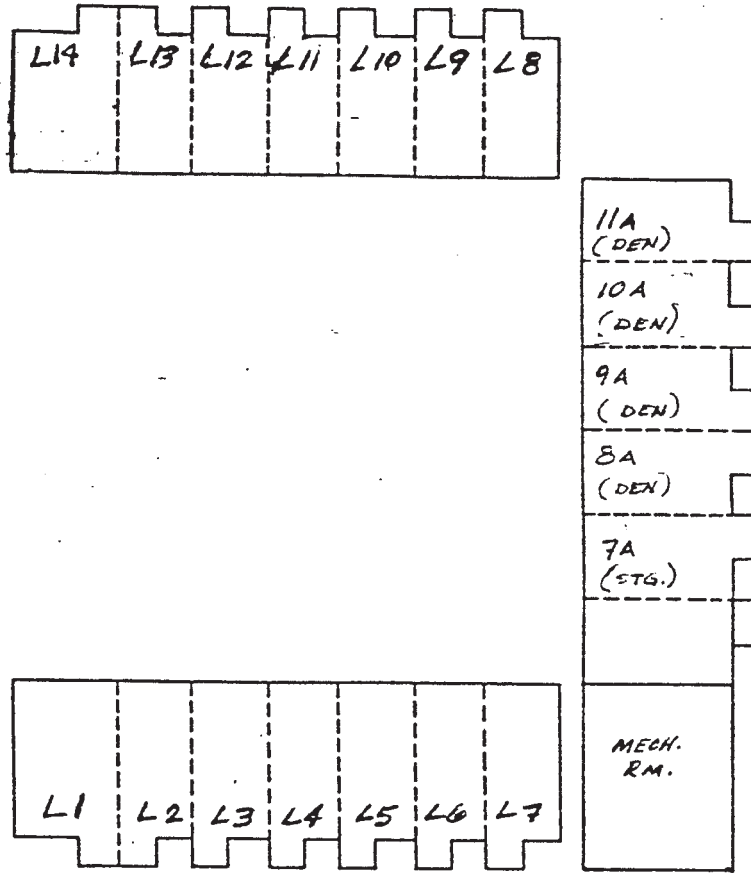 L14 L13 L12 L11 L10 L9 L8
11A
(DEN)
10A
(DEN)
9A
(DEN)
8A
(DEN)
7A
(STG.)
MECH.
RM.
L1 L2 L3 L4 L5 L6 L7